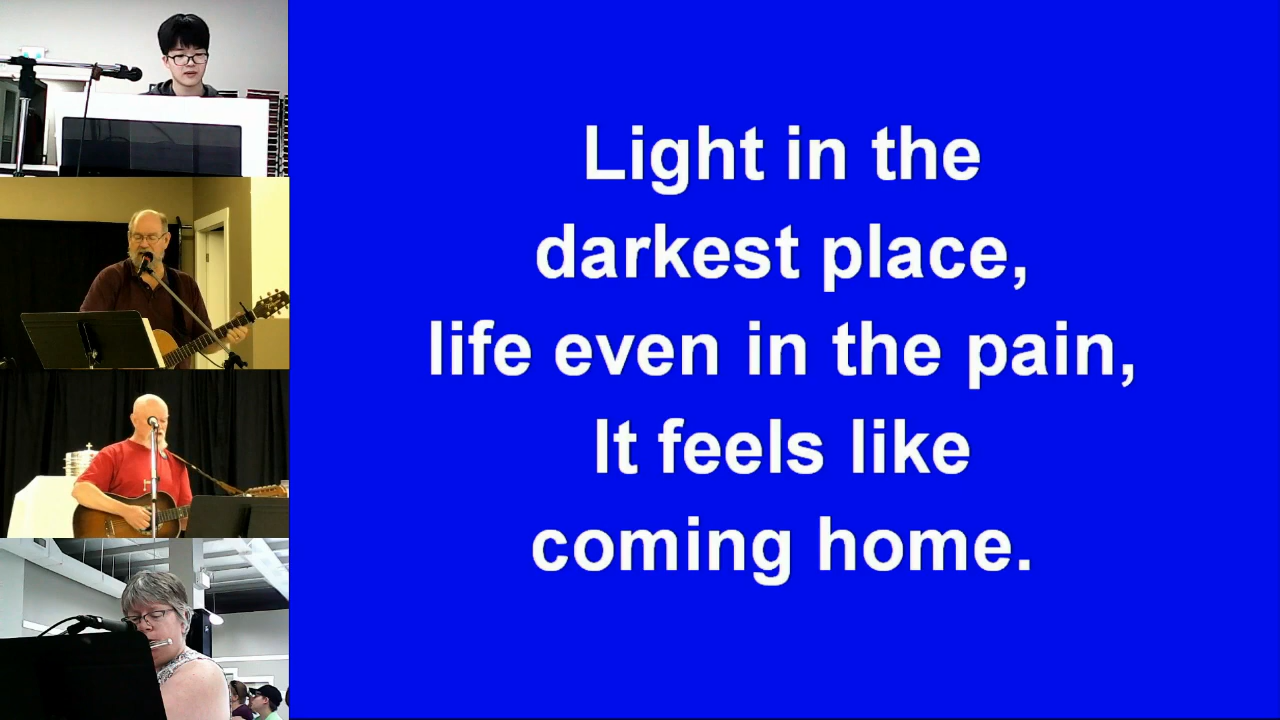 Light in the
darkest place,
life even in the pain,
It feels like
coming home.